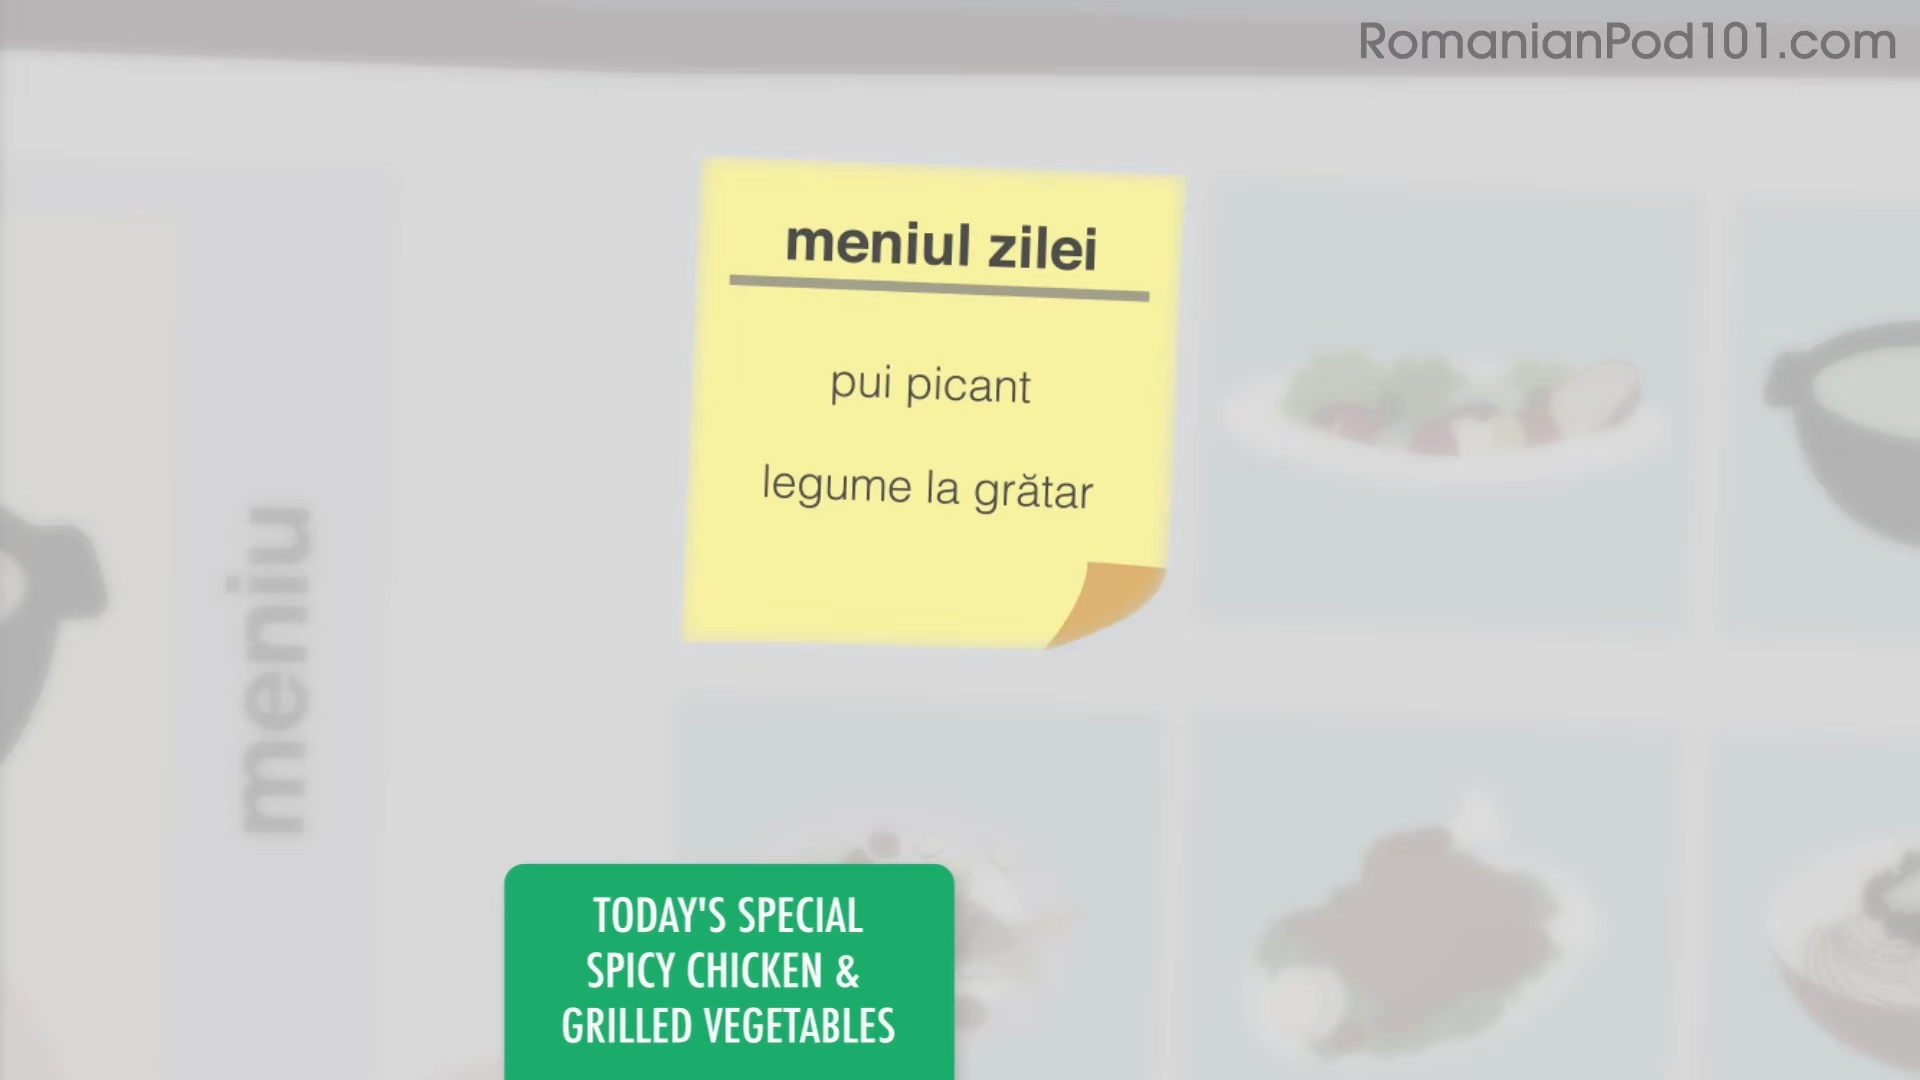 RomanianPod101.com
meniul zilei
pui picant
legume la grătar
meniu
TODAY'S SPECIAL
SPICY CHICKEN &
GRILLED VEGETABLES